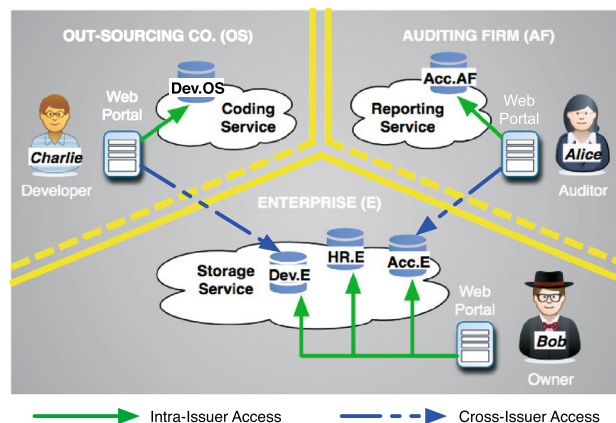 OUT-SOURCING CO. (OS)
AUDITING FIRM (AF)
Dev.OS
Acc.AF
Web
Portal
Coding
Service
Reporting
Service
Web
Portal
Charlie
Alice
Developer
Auditor
ENTERPRISE (E)
Storage
Service
Dev.E
HR.E
Acc.E
Web
Portal
Bob
Owner
Intra-Issuer Access
Cross-Issuer Access